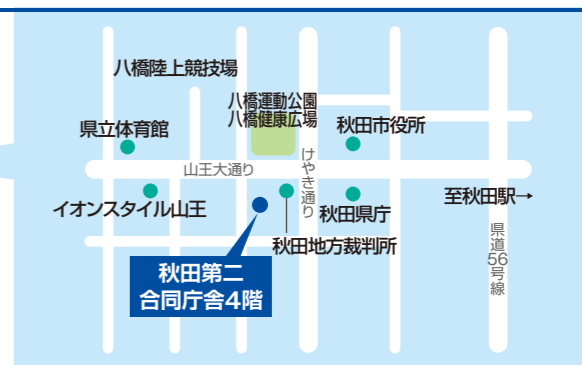 八橋陸上競技場
八橋運動公園
八橋健康広場
県立体育館
秋田市役所
山王大通り
けやき通り
イオンスタイル山王
秋田県庁
至秋田駅→
秋田地方裁判所
県道56号線
秋田第二
合同庁舎4階